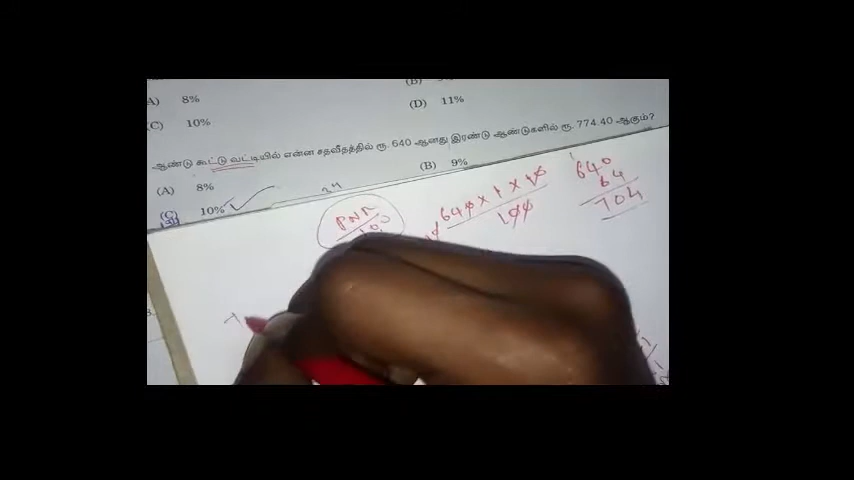 (A) 8%
(C) 10%
(D) 11%
ஆண்டு கூட்டு வட்டியில் என்ன சதவீதத்தில் ரூ. 640 ஆனது இரண்டு ஆண்டுகளில் ரூ. 774.40 ஆகும்?
(A) 8%
(B) 9%
(C) 10%
PNR
100
640 × 1 × 10
100
640
64
704